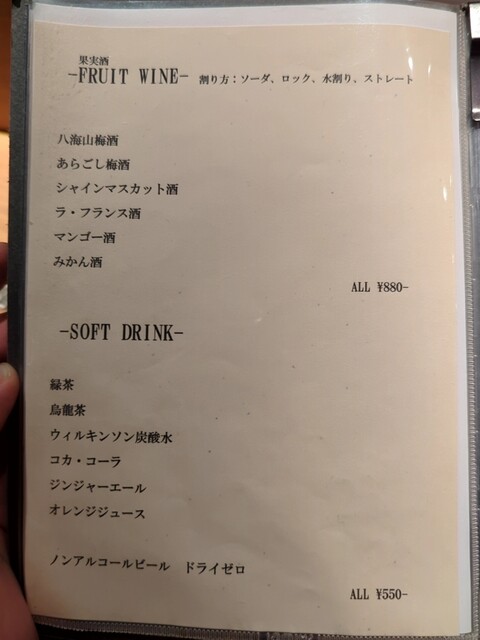 果実酒
-FRUIT WINE- 割り方：ソーダ、ロック、水割り、ストレート
八海山梅酒
あらごし梅酒
シャインマスカット酒
ラ・フランス酒
マンゴー酒
みかん酒
ALL ¥880-
-SOFT DRINK-
緑茶
烏龍茶
ウィルキンソン炭酸水
コカ・コーラ
ジンジャーエール
オレンジジュース
ノンアルコールビール ドライゼロ
ALL ¥550-